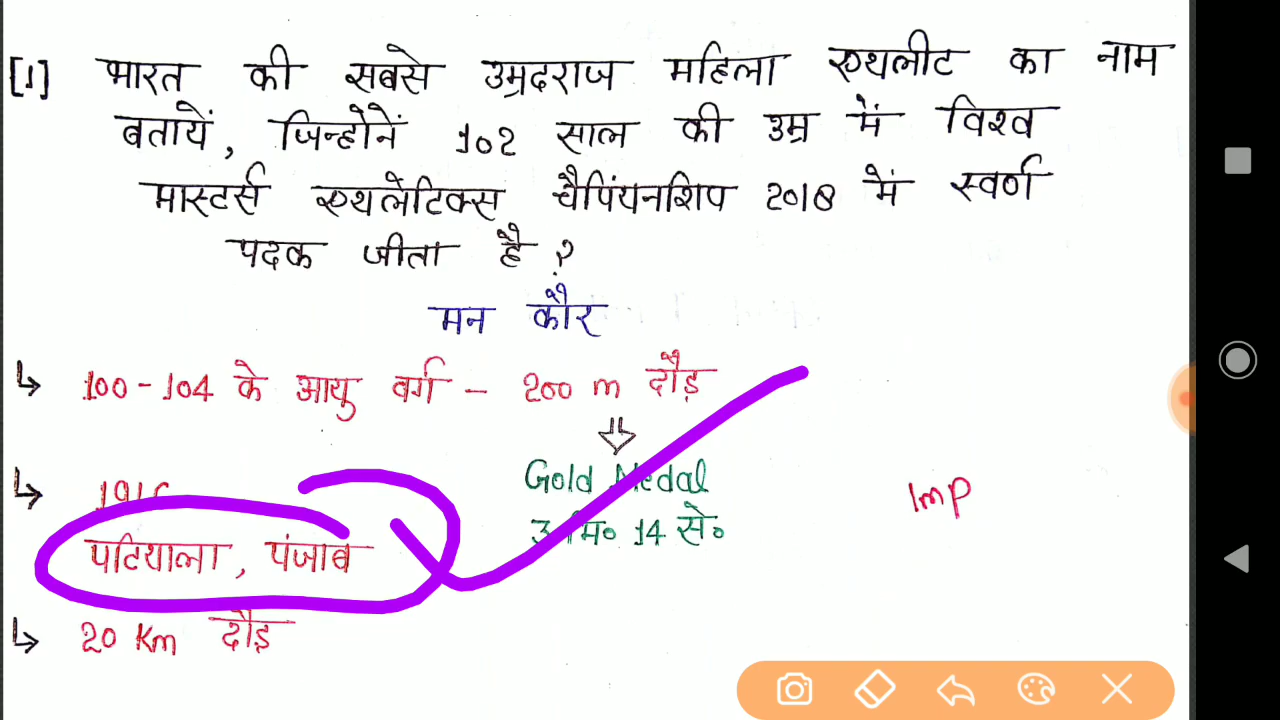 [1] भारत की सबसे उम्रदराज महिला एथलीट का नाम
बतायें, जिन्होनें 102 साल की उम्र में विश्व
मास्टर्स एथलेटिक्स चैपिंयनशिप 2018 में स्वर्ण
पदक जीता है ?
मन कौर
↳ 100-104 के आयु वर्ग - 200 m दौड़
⇓
↳ Gold Medal
Imp
3 मि० 14 से०
पटियाला, पंजाब
↳ 20 Km दौड़